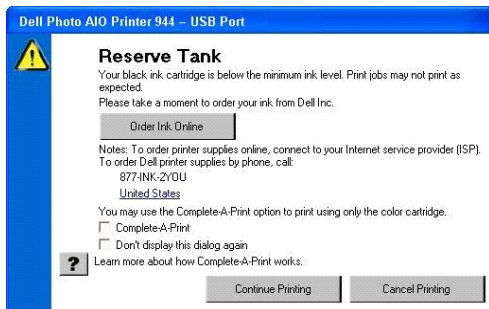 Dell Photo AIO Printer 944 – USB Port
Reserve Tank
Your black ink cartridge is below the minimum ink level. Print jobs may not print as
expected.
Please take a moment to order your ink from Dell Inc.
Order Ink Online
Notes: To order printer supplies online, connect to your Internet service provider (ISP).
To order Dell printer supplies by phone, call:
877-INK-2YOU
United States
You may use the Complete-A-Print option to print using only the color cartridge.
Complete-A-Print
Don't display this dialog again
? Learn more about how Complete-A-Print works.
Continue Printing Cancel Printing